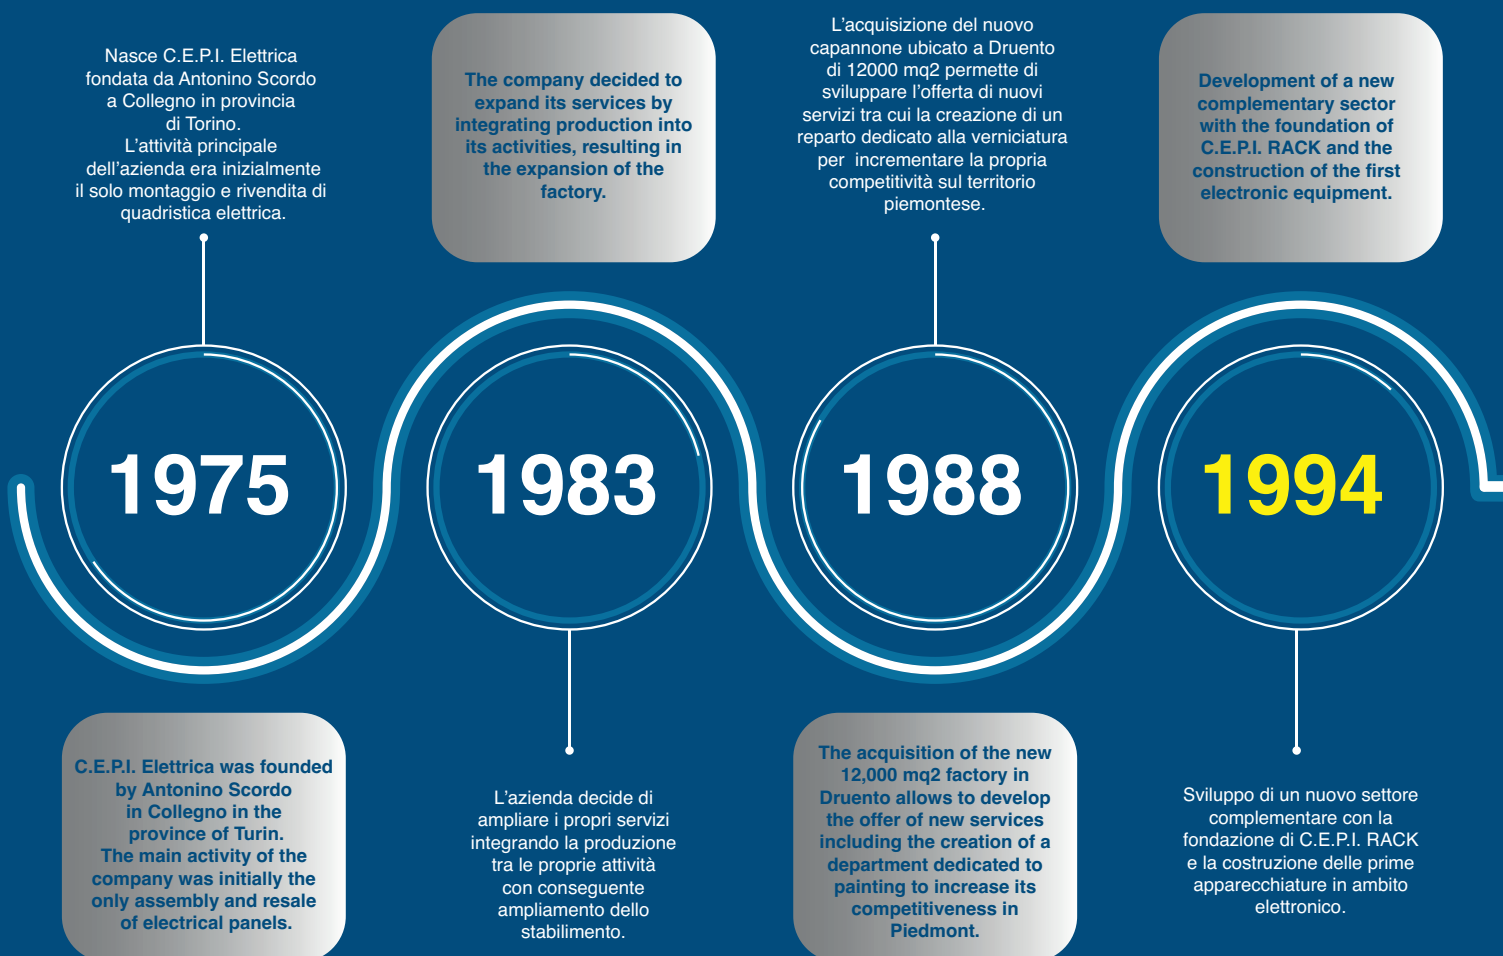 Nasce C.E.P.I. Elettrica
fondata da Antonino Scordo
a Collegno in provincia
di Torino.
L’attività principale
dell’azienda era inizialmente
il solo montaggio e rivendita di
quadristica elettrica.
The company decided to
expand its services by
integrating production into
its activities, resulting in
the expansion of the
factory.
L’acquisizione del nuovo
capannone ubicato a Druento
di 12000 mq2 permette di
sviluppare l’offerta di nuovi
servizi tra cui la creazione di un
reparto dedicato alla verniciatura
per incrementare la propria
competitività sul territorio
piemontese.
Development of a new
complementary sector
with the foundation of
C.E.P.I. RACK and the
construction of the first
electronic equipment.
1975
1983
1988
1994
C.E.P.I. Elettrica was founded
by Antonino Scordo
in Collegno in the
province of Turin.
The main activity of the
company was initially the
only assembly and resale
of electrical panels.
L’azienda decide di
ampliare i propri servizi
integrando la produzione
tra le proprie attività
con conseguente
ampliamento dello
stabilimento.
The acquisition of the new
12,000 mq2 factory in
Druento allows to develop
the offer of new services
including the creation of a
department dedicated to
painting to increase its
competitiveness in
Piedmont.
Sviluppo di un nuovo settore
complementare con la
fondazione di C.E.P.I. RACK
e la costruzione delle prime
apparecchiature in ambito
elettronico.